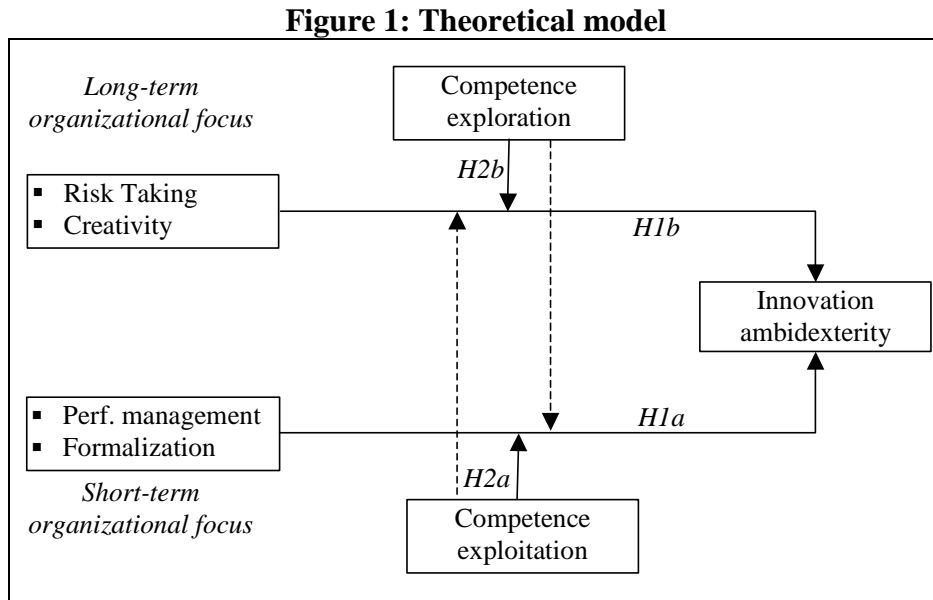 Figure 1: Theoretical model
Long-term
organizational focus
Competence
exploration
H2b
▪ Risk Taking
▪ Creativity
H1b
Innovation
ambidexterity
▪ Perf. management
▪ Formalization
H1a
H2a
Short-term
organizational focus
Competence
exploitation